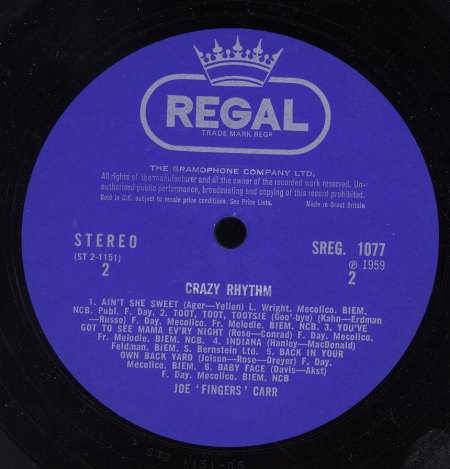 REGAL
TRADE MARK REGD
THE GRAMOPHONE COMPANY LTD.
All rights of the manufacturer and of the owner of the recorded work reserved. Un-
authorised public performance, broadcasting and copying of this record prohibited.
Sold in U.K. subject to resale price conditions. See Price Lists. Made in Great Britain
STEREO SREG. 1077
(ST 2-1151) ℗ 1959
2 2
CRAZY RHYTHM
1. AIN'T SHE SWEET (Ager—Yellen) L. Wright. Mecolico. BIEM.
NCB. Publ. F. Day. 2. TOOT, TOOT, TOOTSIE (Goo'-bye) (Kahn—Erdman
—Russo) F. Day. Mecolico. Fr. Melodie. BIEM. NCB. 3. YOU'VE
GOT TO SEE MAMA EV'RY NIGHT (Rose—Conrad) F. Day. Mecolico.
Fr. Melodie. BIEM. NCB. 4. INDIANA (Hanley—MacDonald)
Feldman. BIEM. S. Bernstein Ltd. 5. BACK IN YOUR
OWN BACK YARD (Jolson—Rose—Dreyer) F. Day.
Mecolico. BIEM. 6. BABY FACE (Davis—Akst)
F. Day. Mecolico. BIEM. NCB
JOE 'FINGERS' CARR